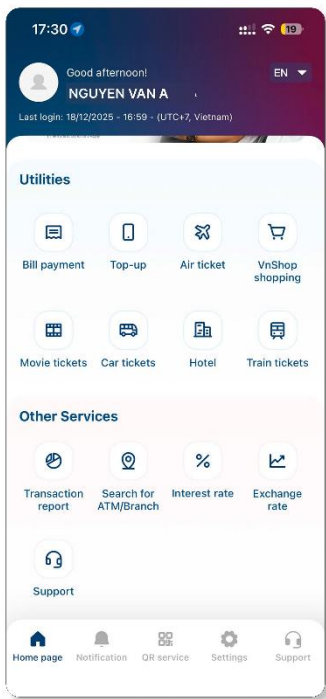 17:30
19
Good afternoon!
EN
NGUYEN VAN A
Last login: 18/12/2025 - 16:59 - (UTC+7, Vietnam)
Utilities
Bill payment
Top-up
Air ticket
VnShop
shopping
Movie tickets
Car tickets
Hotel
Train tickets
Other Services
Transaction
report
Search for
ATM/Branch
Interest rate
Exchange
rate
Support
Home page
Notification
QR service
Settings
Support